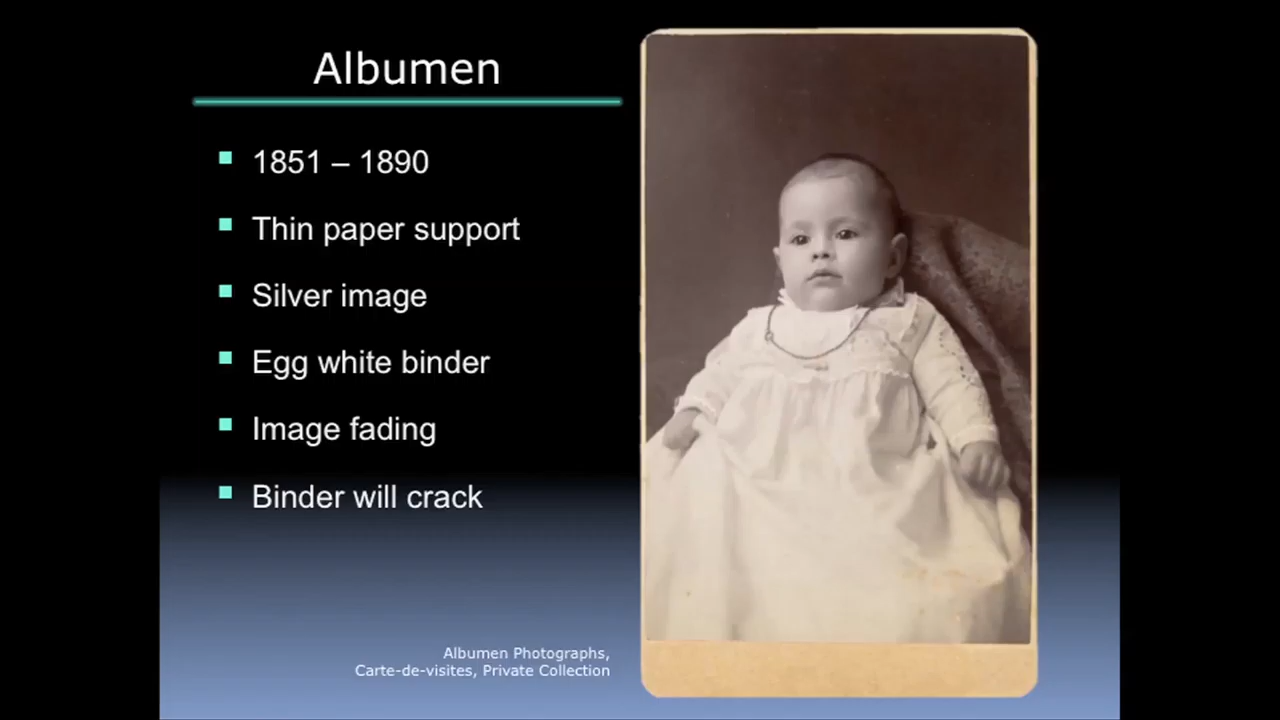 Albumen
1851 – 1890
Thin paper support
Silver image
Egg white binder
Image fading
Binder will crack
Albumen Photographs,
Carte-de-visites, Private Collection